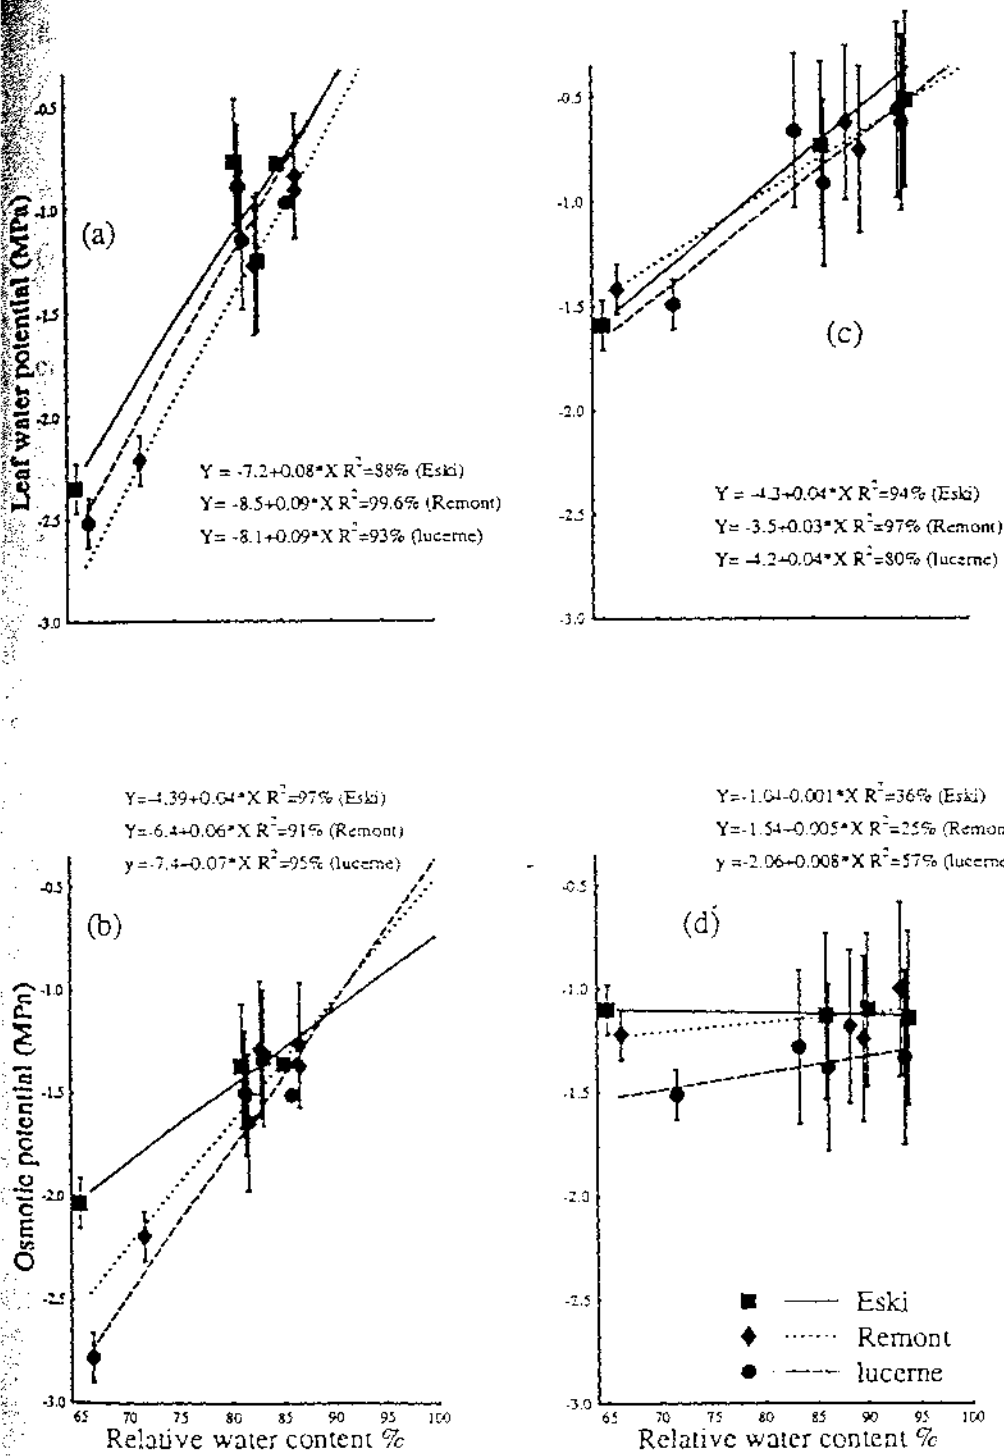 Leaf water potential (MPa)
-0.5
-1.0
-1.5
-2.0
-2.5
-3.0
(a)
Y = -7.2+0.08*X R²=88% (Eski)
Y= -8.5+0.09*X R²=99.6% (Remont)
Y= -8.1+0.09*X R²=93% (lucerne)
-0.5
-1.0
-1.5
-2.0
-2.5
-3.0
(c)
Y = -4.3+0.04*X R²=94% (Eski)
Y= -3.5+0.03*X R²=97% (Remont)
Y= -4.2+0.04*X R²=80% (lucerne)
Y=-4.39+0.04*X R²=97% (Eski)
Y=-6.4+0.06*X R²=91% (Remont)
y =-7.4+0.07*X R²=95% (lucerne)
Osmotic potential (MPa)
-0.5
-1.0
-1.5
-2.0
-2.5
-3.0
(b)
65 70 75 80 85 90 95 100
Relative water content %
Y=-1.04-0.001*X R²=36% (Eski)
Y=-1.54+0.005*X R²=25% (Remon
y =-2.06+0.008*X R²=57% (lucerne
-0.5
-1.0
-1.5
-2.0
-2.5
-3.0
(d)
Eski
Remont
lucerne
65 70 75 80 85 90 95 100
Relative water content %